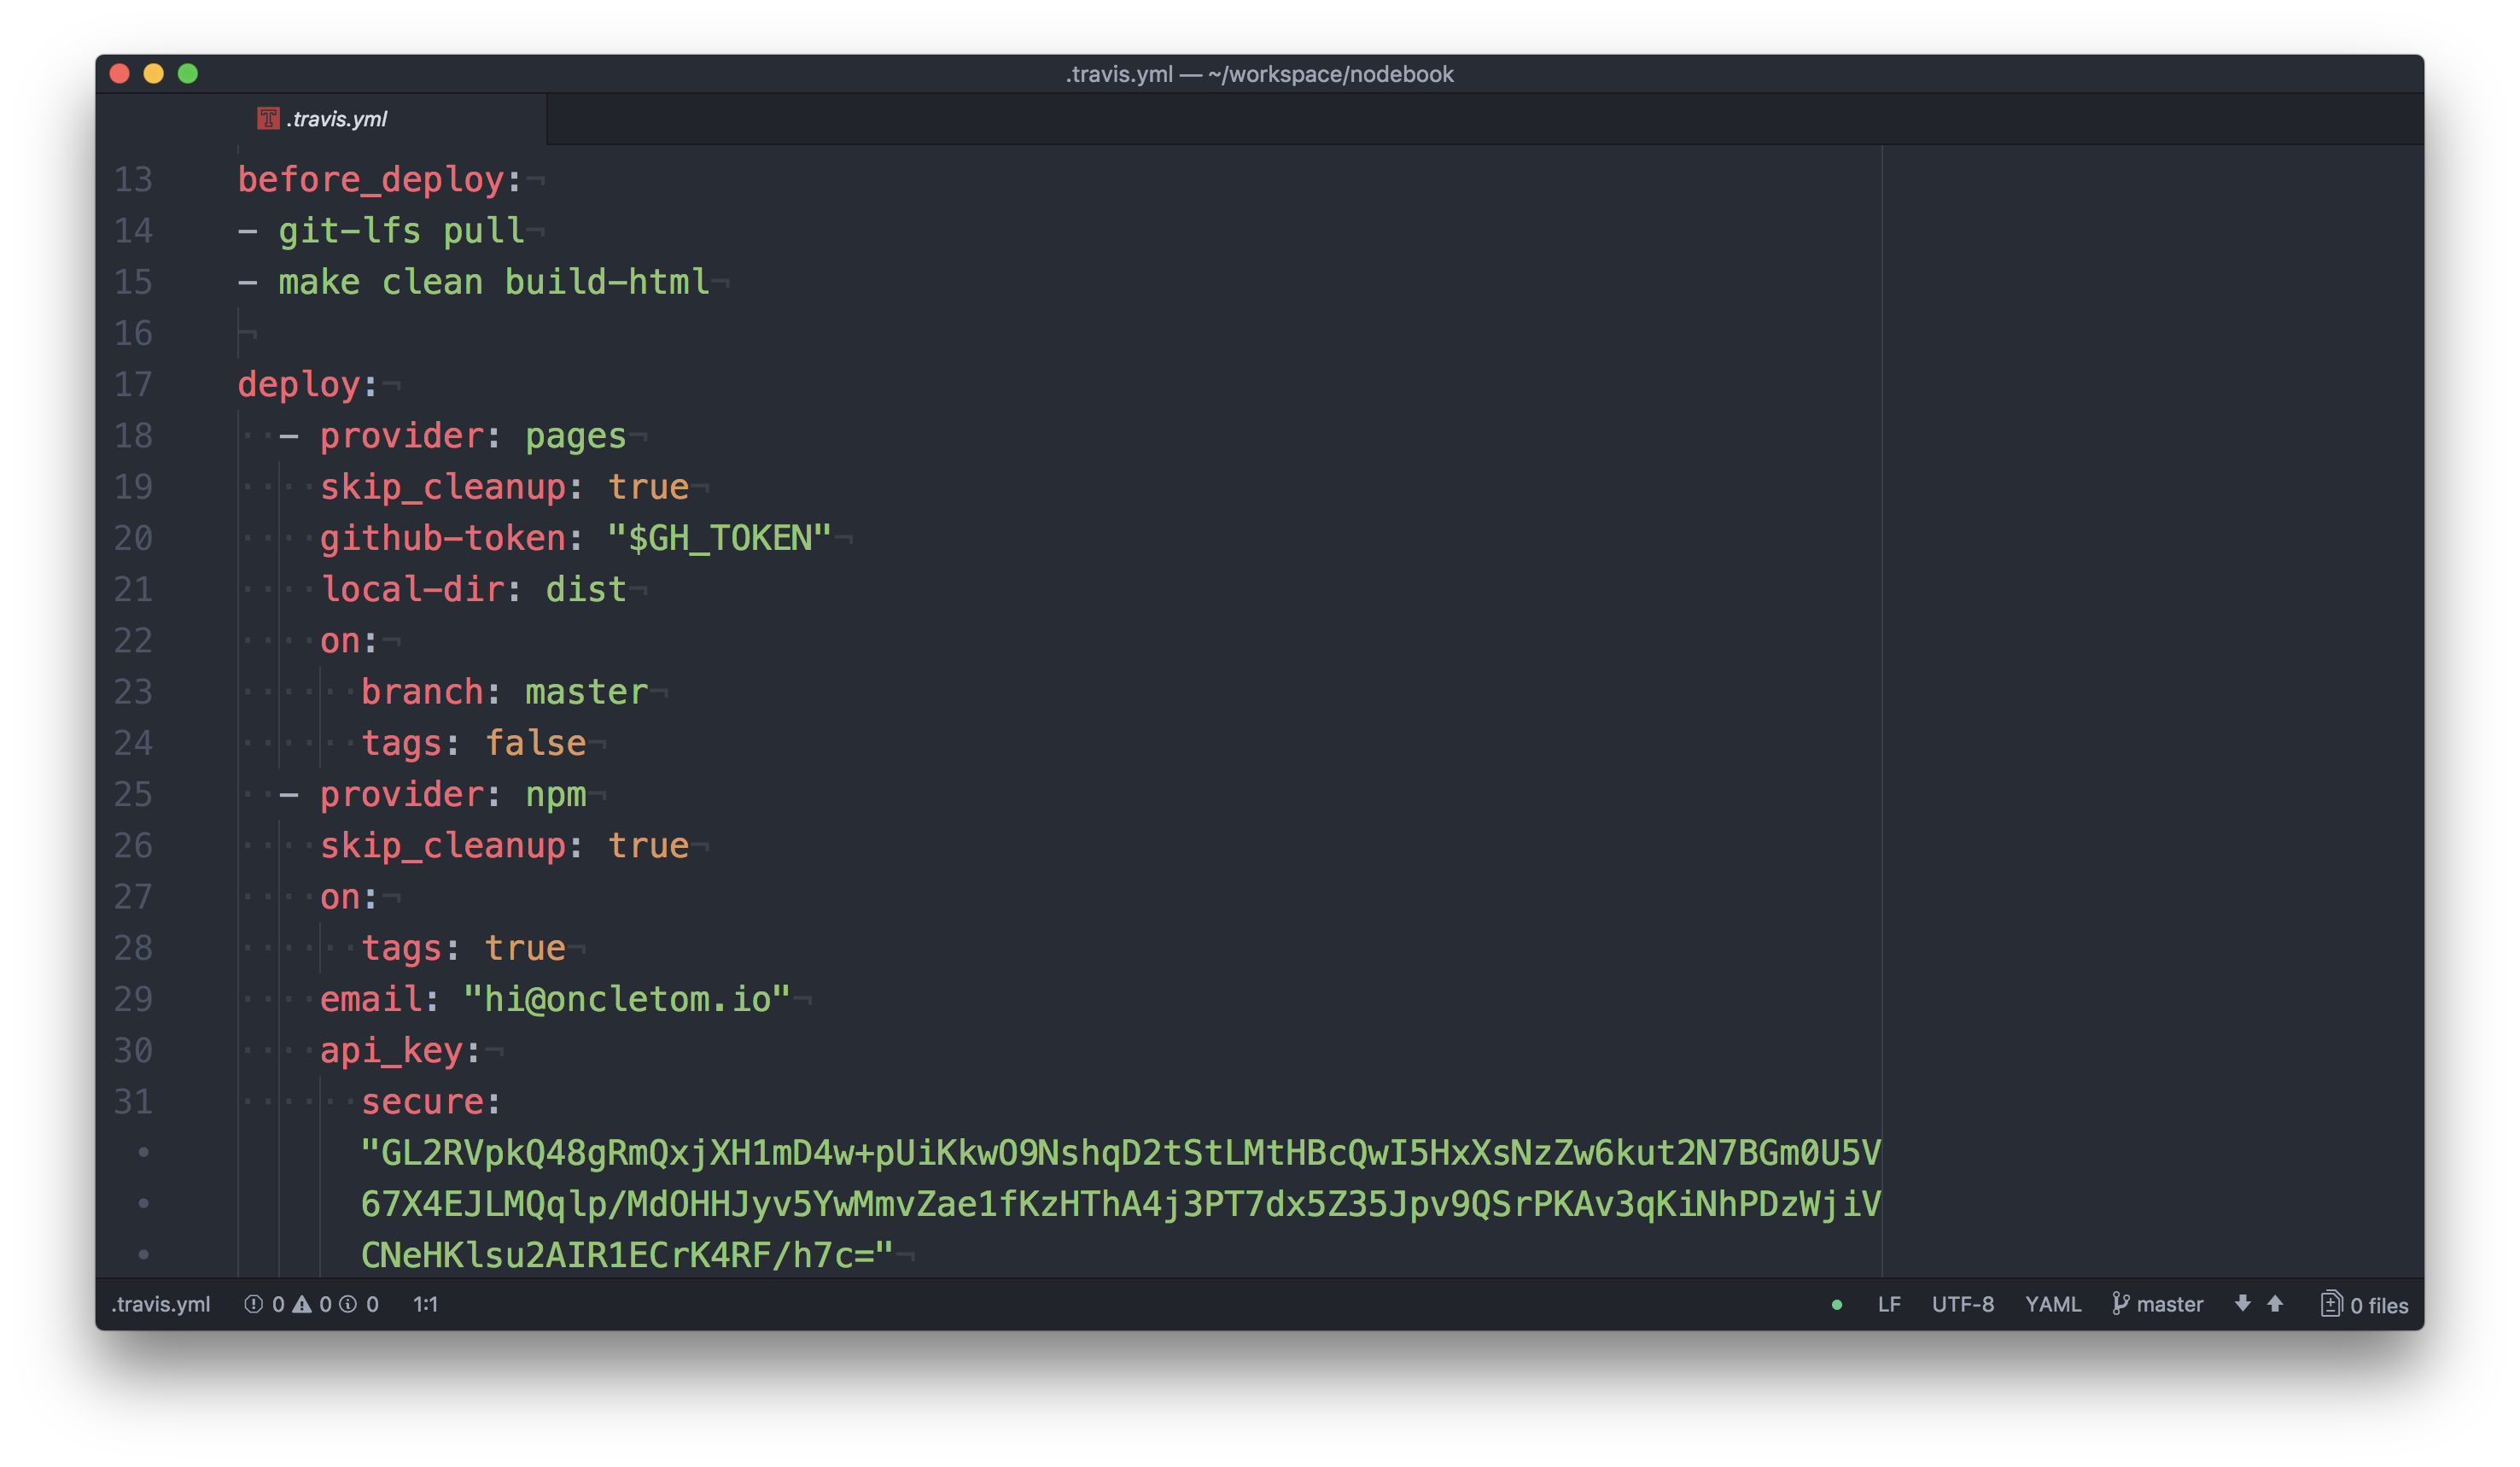 .travis.yml — ~/workspace/nodebook
.travis.yml
13 before_deploy:¬
14 - git-lfs pull¬
15 - make clean build-html¬
16 ¬
17 deploy:¬
18 ··- provider: pages¬
19 ····skip_cleanup: true¬
20 ····github-token: "$GH_TOKEN"¬
21 ····local-dir: dist¬
22 ····on:¬
23 ······branch: master¬
24 ······tags: false¬
25 ··- provider: npm¬
26 ····skip_cleanup: true¬
27 ····on:¬
28 ······tags: true¬
29 ····email: "hi@oncletom.io"¬
30 ····api_key:¬
31 ······secure:
• "GL2RVpkQ48gRmQxjXH1mD4w+pUiKkwO9NshqD2tStLMtHBcQwI5HxXsNzZw6kut2N7BGm0U5V
• 67X4EJLMQqlp/MdOHHJyv5YwMmvZae1fKzHThA4j3PT7dx5Z35Jpv9QSrPKAv3qKiNhPDzWjiV
• CNeHKlsu2AIR1ECrK4RF/h7c="¬
.travis.yml 0 0 0 1:1 LF UTF-8 YAML master 0 files